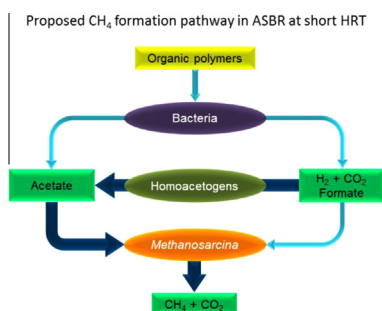 Proposed CH₄ formation pathway in ASBR at short HRT
Organic polymers
Bacteria
Acetate
Homoacetogens
H₂ + CO₂
Formate
Methanosarcina
CH₄ + CO₂